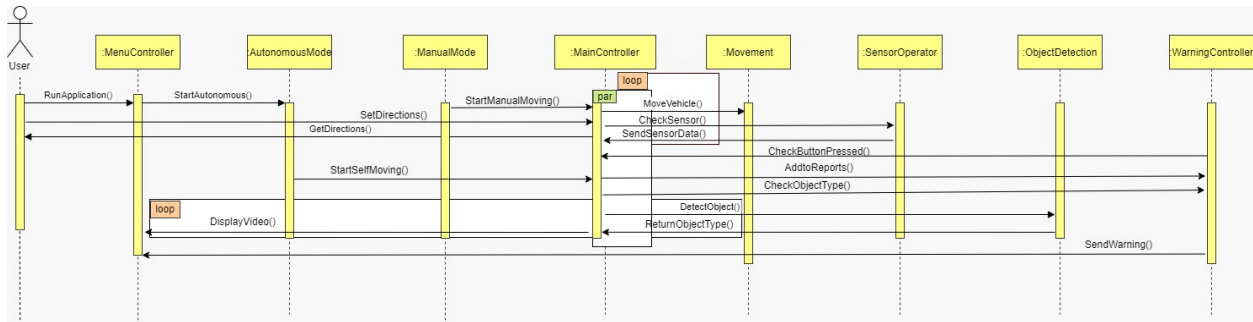 User
:MenuController
:AutonomousMode
:ManualMode
:MainController
:Movement
:SensorOperator
:ObjectDetection
:WarningController
loop
par
RunApplication()
StartAutonomous()
StartManualMoving()
MoveVehicle()
SetDirections()
CheckSensor()
GetDirections()
SendSensorData()
CheckButtonPressed()
StartSelfMoving()
AddtoReports()
CheckObjectType()
loop
DetectObject()
DisplayVideo()
ReturnObjectType()
SendWarning()